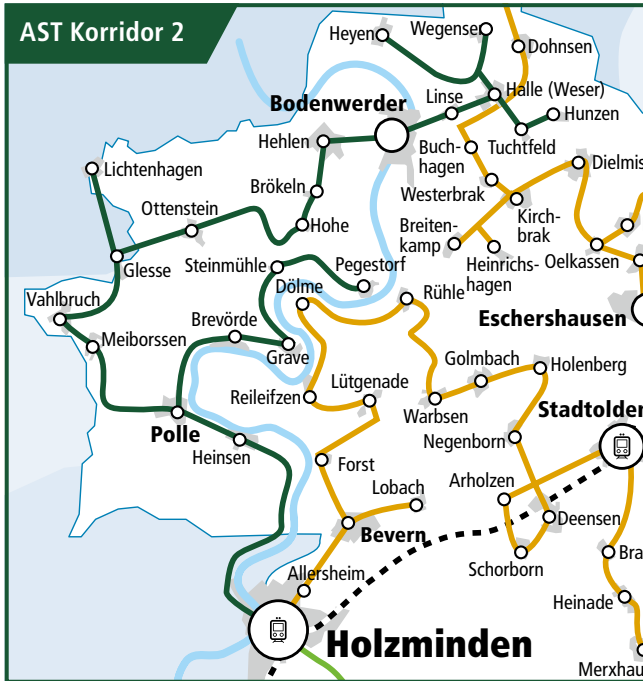 AST Korridor 2
Heyen
Wegensen
Dohnsen
Halle (Weser)
Linse
Hunzen
Bodenwerder
Tuchtfeld
Hehlen
Buch-
hagen
Dielmis
Lichtenhagen
Brökeln
Westerbrak
Kirch-
brak
Ottenstein
Hohe
Breiten-
kamp
Heinrichs-
hagen
Oelkassen
Glesse
Steinmühle
Pegestorf
Dölme
Rühle
Eschershausen
Vahlbruch
Meiborssen
Brevörde
Grave
Golmbach
Holenberg
Reileifzen
Lütgenade
Warbsen
Stadtolden
Polle
Heinsen
Negenborn
Forst
Arholzen
Lobach
Deensen
Bevern
Schorborn
Bra
Allersheim
Heinade
Holzminden
Merxhau